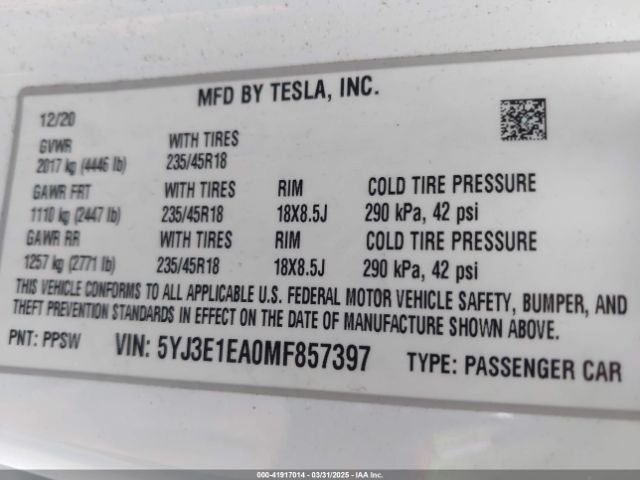 MFD BY TESLA, INC.
12/20
GVWR WITH TIRES
2017 kg (4446 lb) 235/45R18
GAWR FRT WITH TIRES RIM COLD TIRE PRESSURE
1110 kg (2447 lb) 235/45R18 18X8.5J 290 kPa, 42 psi
GAWR RR WITH TIRES RIM COLD TIRE PRESSURE
1257 kg (2771 lb) 235/45R18 18X8.5J 290 kPa, 42 psi
THIS VEHICLE CONFORMS TO ALL APPLICABLE U.S. FEDERAL MOTOR VEHICLE SAFETY, BUMPER, AND
THEFT PREVENTION STANDARDS IN EFFECT ON THE DATE OF MANUFACTURE SHOWN ABOVE.
PNT: PPSW VIN: 5YJ3E1EA0MF857397 TYPE: PASSENGER CAR
000-41917014 - 03/31/2025 - IAA Inc.